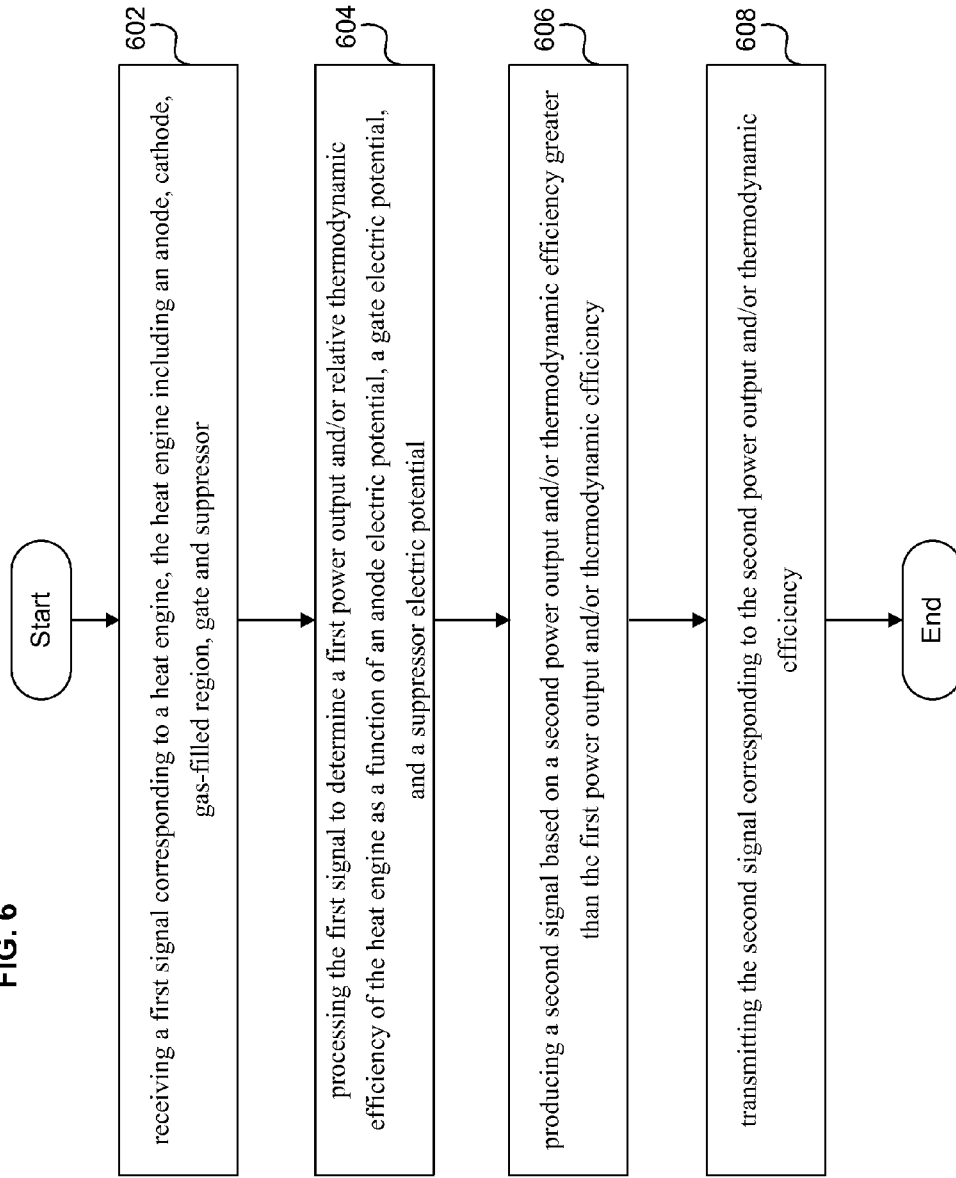 FIG. 6
Start
602
receiving a first signal corresponding to a heat engine, the heat engine including an anode, cathode,
gas-filled region, gate and suppressor
604
processing the first signal to determine a first power output and/or relative thermodynamic
efficiency of the heat engine as a function of an anode electric potential, a gate electric potential,
and a suppressor electric potential
606
producing a second signal based on a second power output and/or thermodynamic efficiency greater
than the first power output and/or thermodynamic efficiency
608
transmitting the second signal corresponding to the second power output and/or thermodynamic
efficiency
End